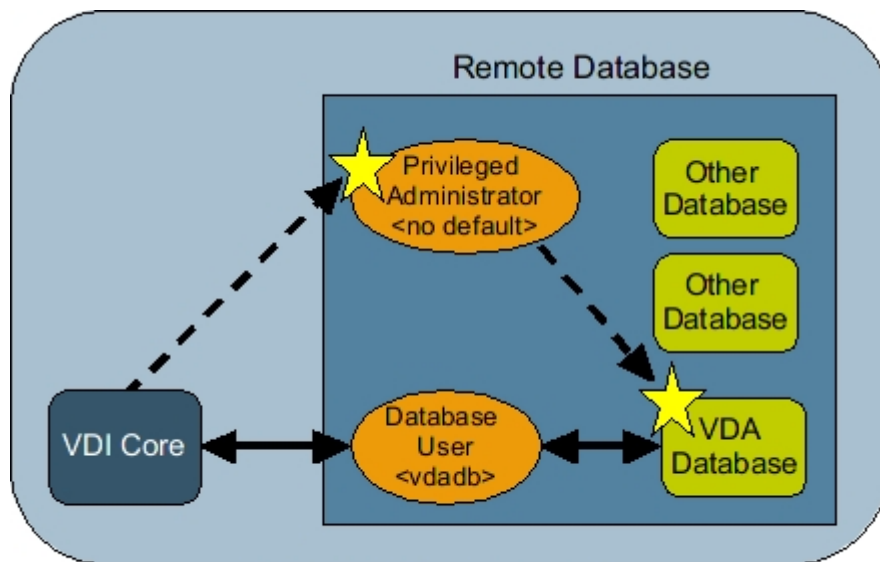 Remote Database
Privileged
Administrator
<no default>
Other
Database
Other
Database
VDI Core
Database
User
<vdadb>
VDA
Database